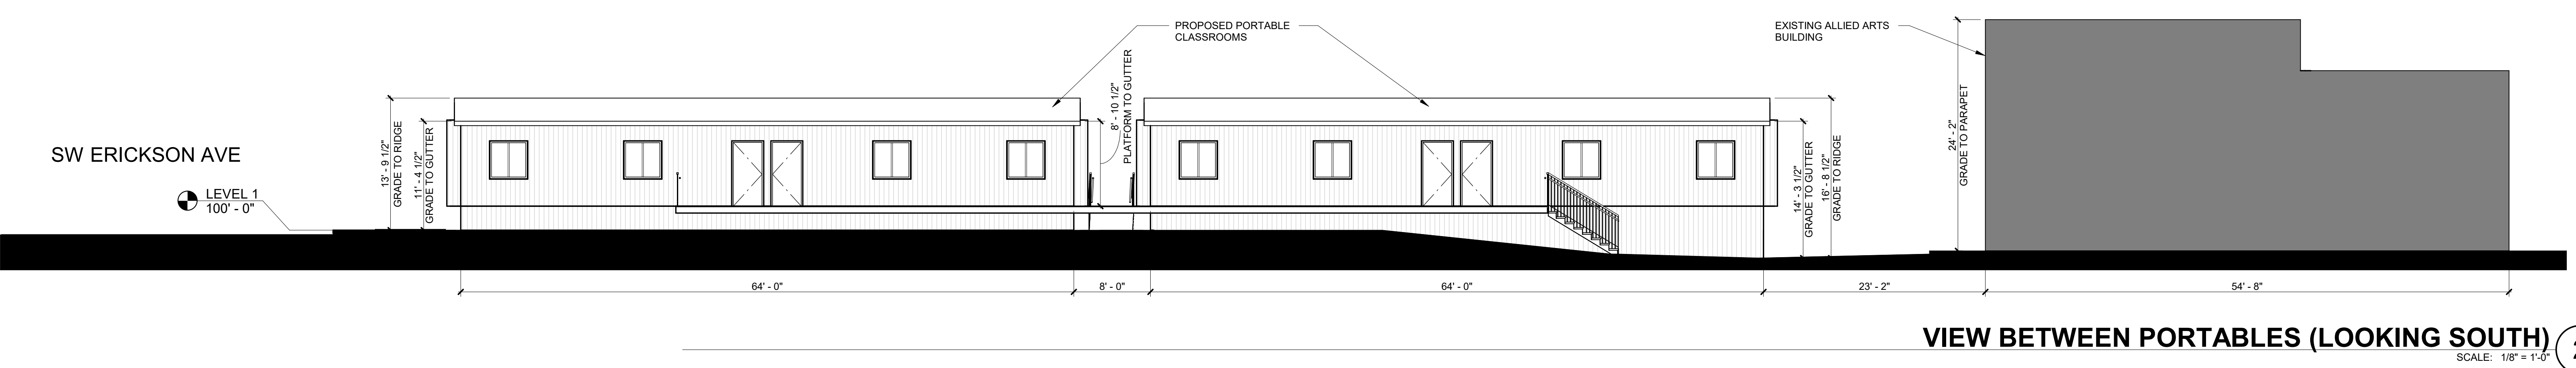 PROPOSED PORTABLE
CLASSROOMS
EXISTING ALLIED ARTS
BUILDING
SW ERICKSON AVE
LEVEL 1
100' - 0"
13' - 9 1/2"
GRADE TO RIDGE
11' - 4 1/2"
GRADE TO GUTTER
8' - 10 1/2"
PLATFORM TO GUTTER
14' - 3 1/2"
GRADE TO GUTTER
16' - 8 1/2"
GRADE TO RIDGE
24' - 2"
GRADE TO PARAPET
64' - 0"
8' - 0"
64' - 0"
23' - 2"
54' - 8"
VIEW BETWEEN PORTABLES (LOOKING SOUTH)
SCALE: 1/8" = 1'-0"